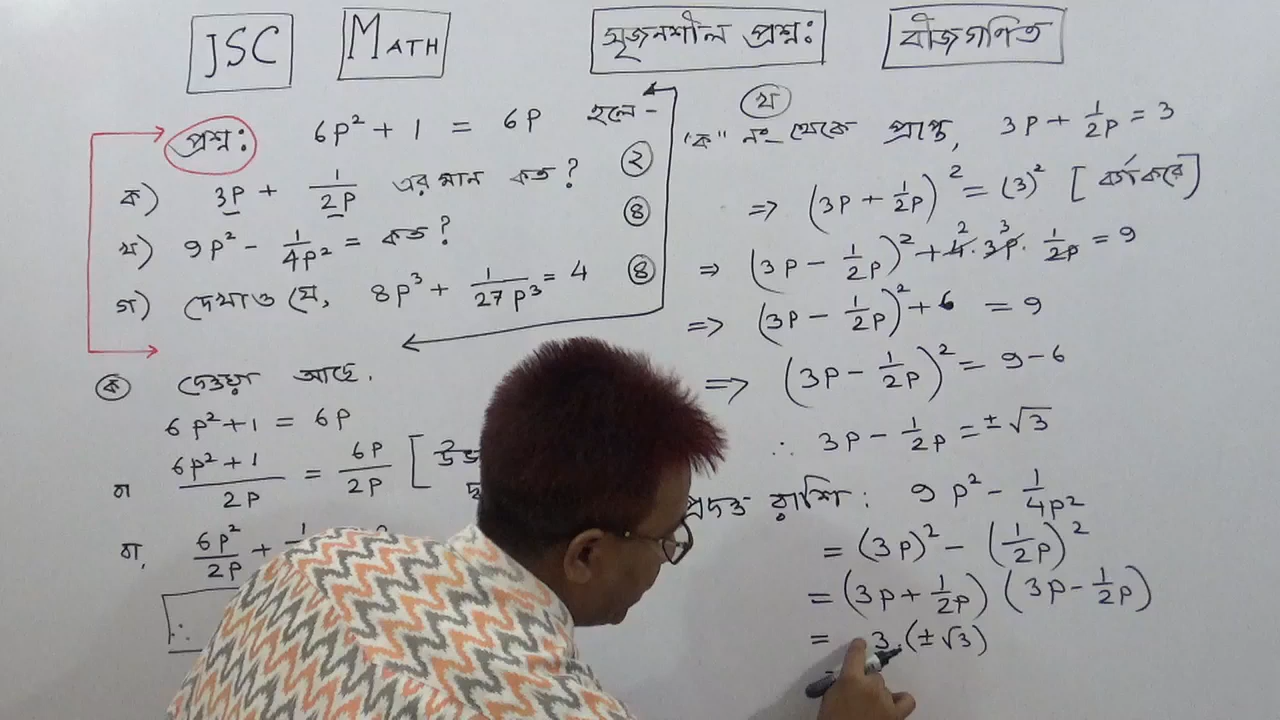 JSC MATH সৃজনশীল প্রশ্ন: বীজগণিত
প্রশ্ন: 6p² + 1 = 6p হলে-
ক) 3p + 1/2p এর মান কত? ২
খ) 9p² - 1/4p² = কত? ৪
গ) দেখাও যে, 8p³ + 1/27p³ = 4 ৪
ক দেওয়া আছে,
6p² + 1 = 6p
বা 6p² + 1/2p = 6p/2p [
বা, 6p²/2p +
∴
খ
"ক" নং থেকে প্রাপ্ত, 3p + 1/2p = 3
=> (3p + 1/2p)² = (3)² [বর্গ করে]
=> (3p - 1/2p)² + 4. 3p. 1/2p = 9
=> (3p - 1/2p)² + 6 = 9
=> (3p - 1/2p)² = 9 - 6
∴ 3p - 1/2p = ±√3
প্রদত্ত রাশি: 9p² - 1/4p²
= (3p)² - (1/2p)²
= (3p + 1/2p) (3p - 1/2p)
= 3.(±√3)